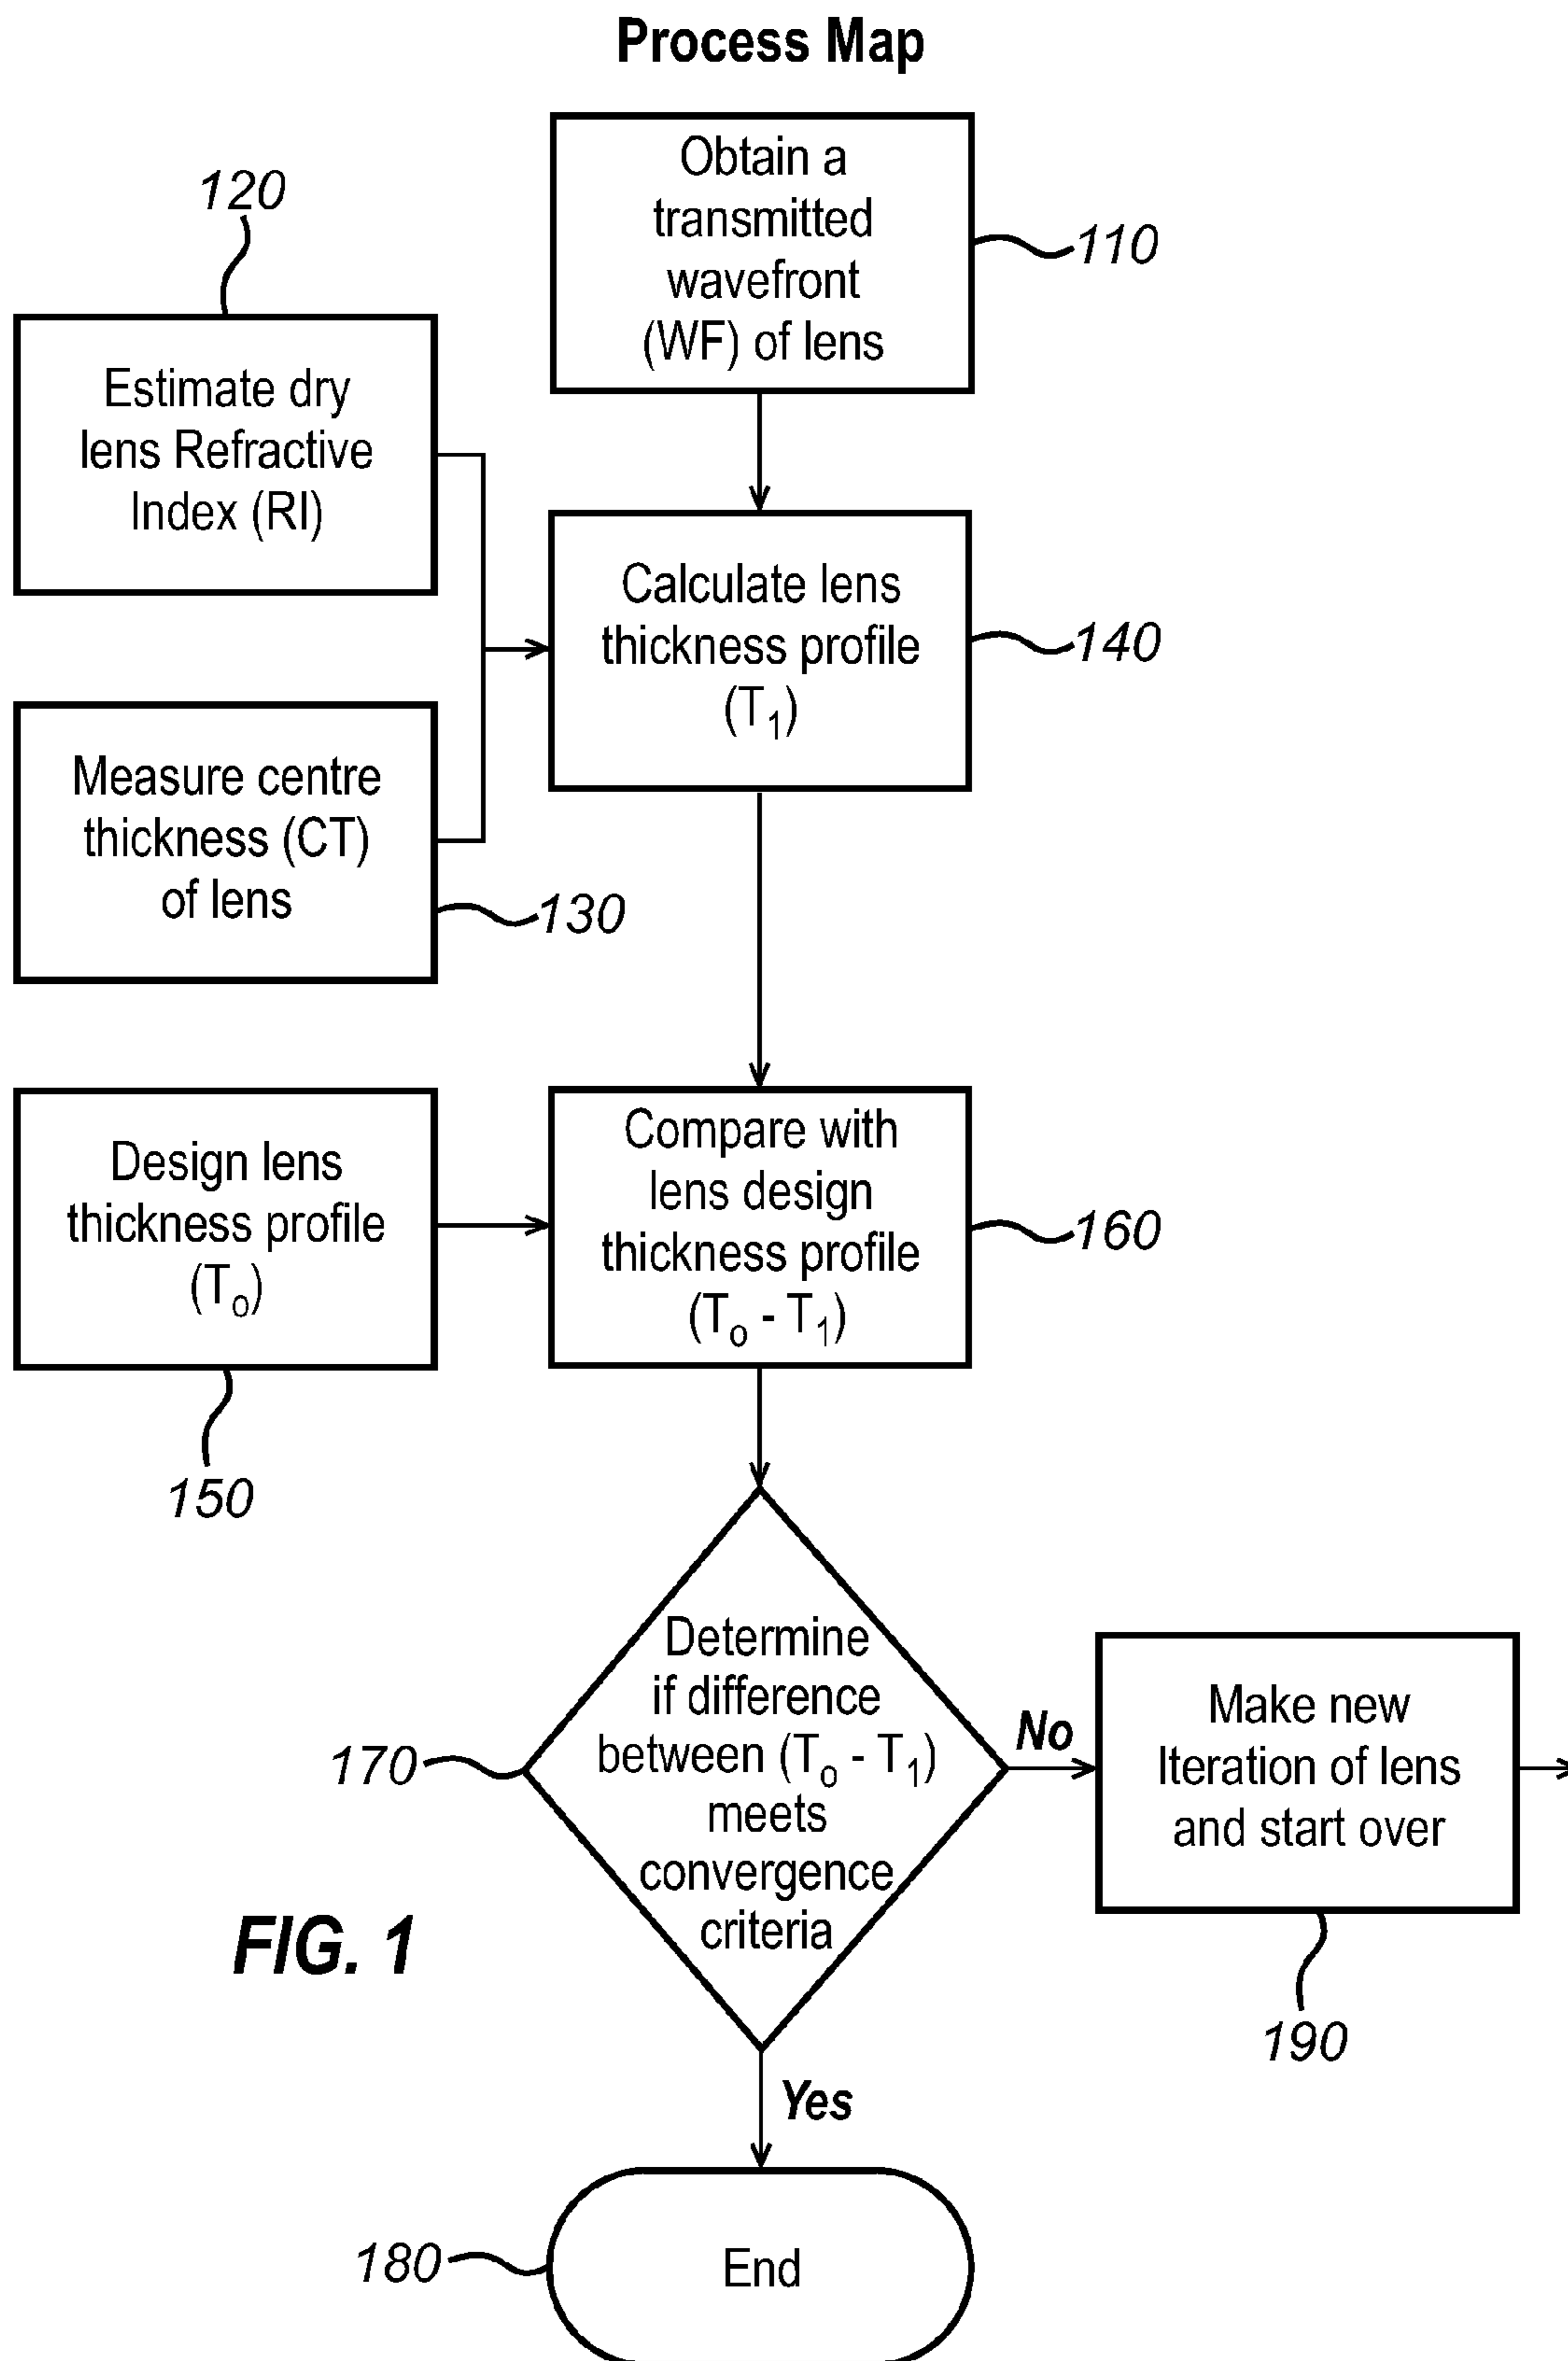 Process Map
Obtain a
transmitted
wavefront
(WF) of lens
110
120
Estimate dry
lens Refractive
Index (RI)
Calculate lens
thickness profile
(T1)
140
Measure centre
thickness (CT)
of lens
130
Design lens
thickness profile
(To)
150
Compare with
lens design
thickness profile
(To - T1)
160
Determine
if difference
between (To - T1)
meets
convergence
criteria
170
No
Make new
Iteration of lens
and start over
190
FIG. 1
Yes
End
180